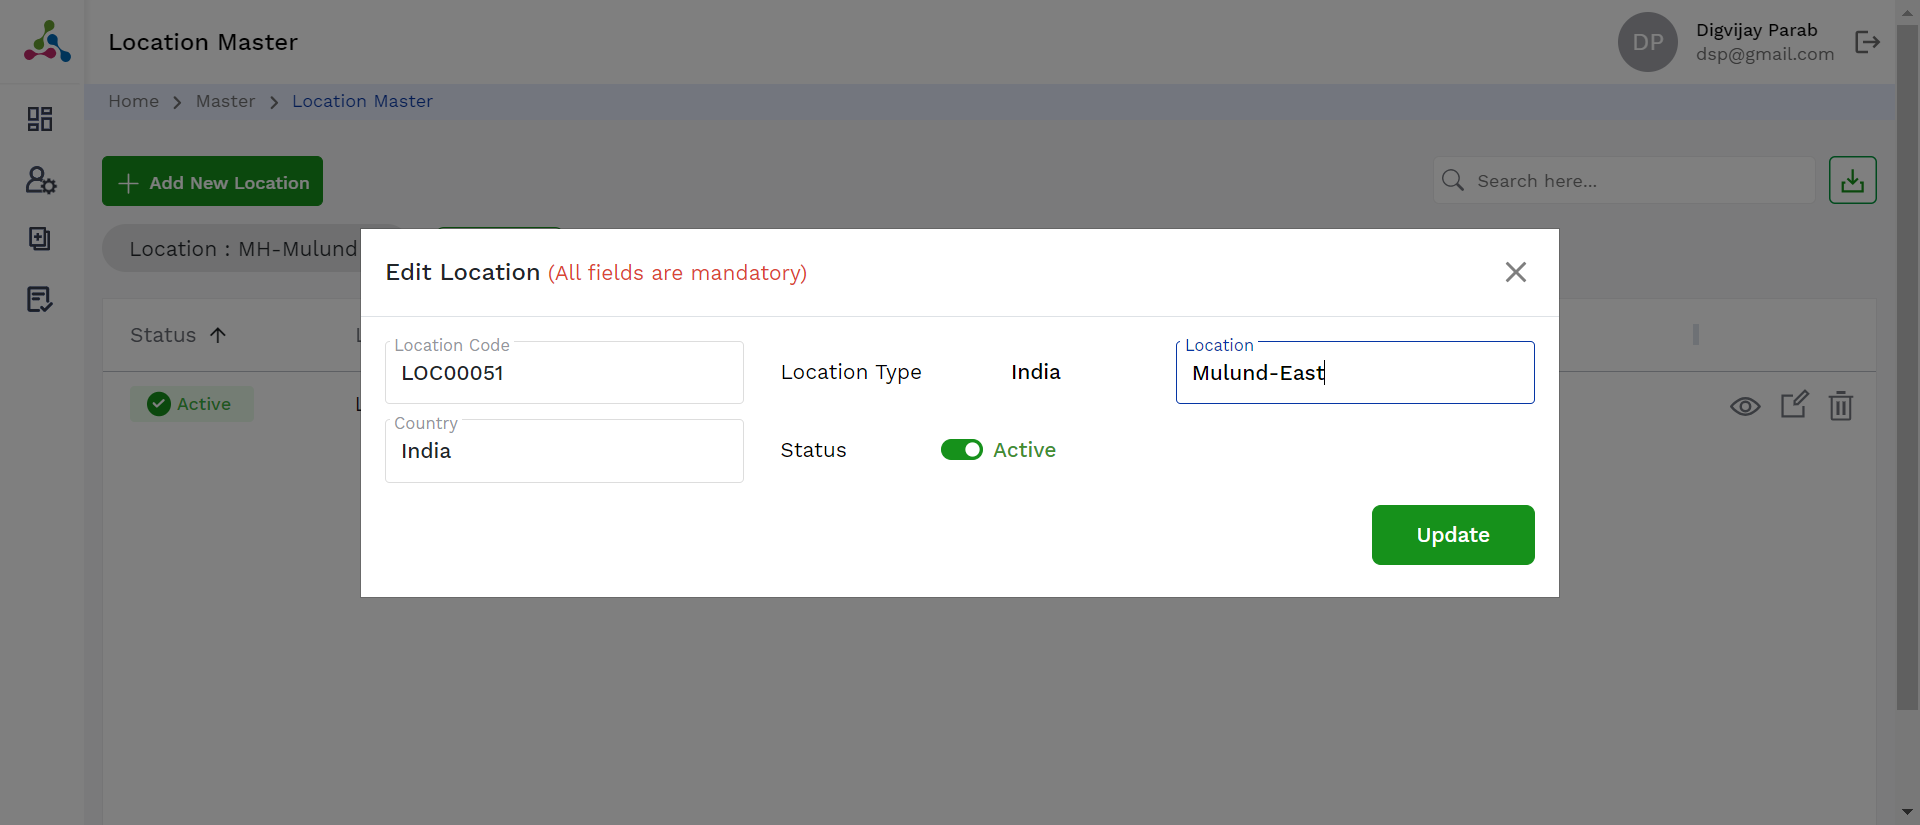 Location Master
DP
Digvijay Parab
dsp@gmail.com
Home > Master > Location Master
Add New Location
Search here...
Location : MH-Mulund
Edit Location (All fields are mandatory)
Status
Location Code
LOC00051
Location Type India
Location
Mulund-East
Active
Country
India
Status Active
Update